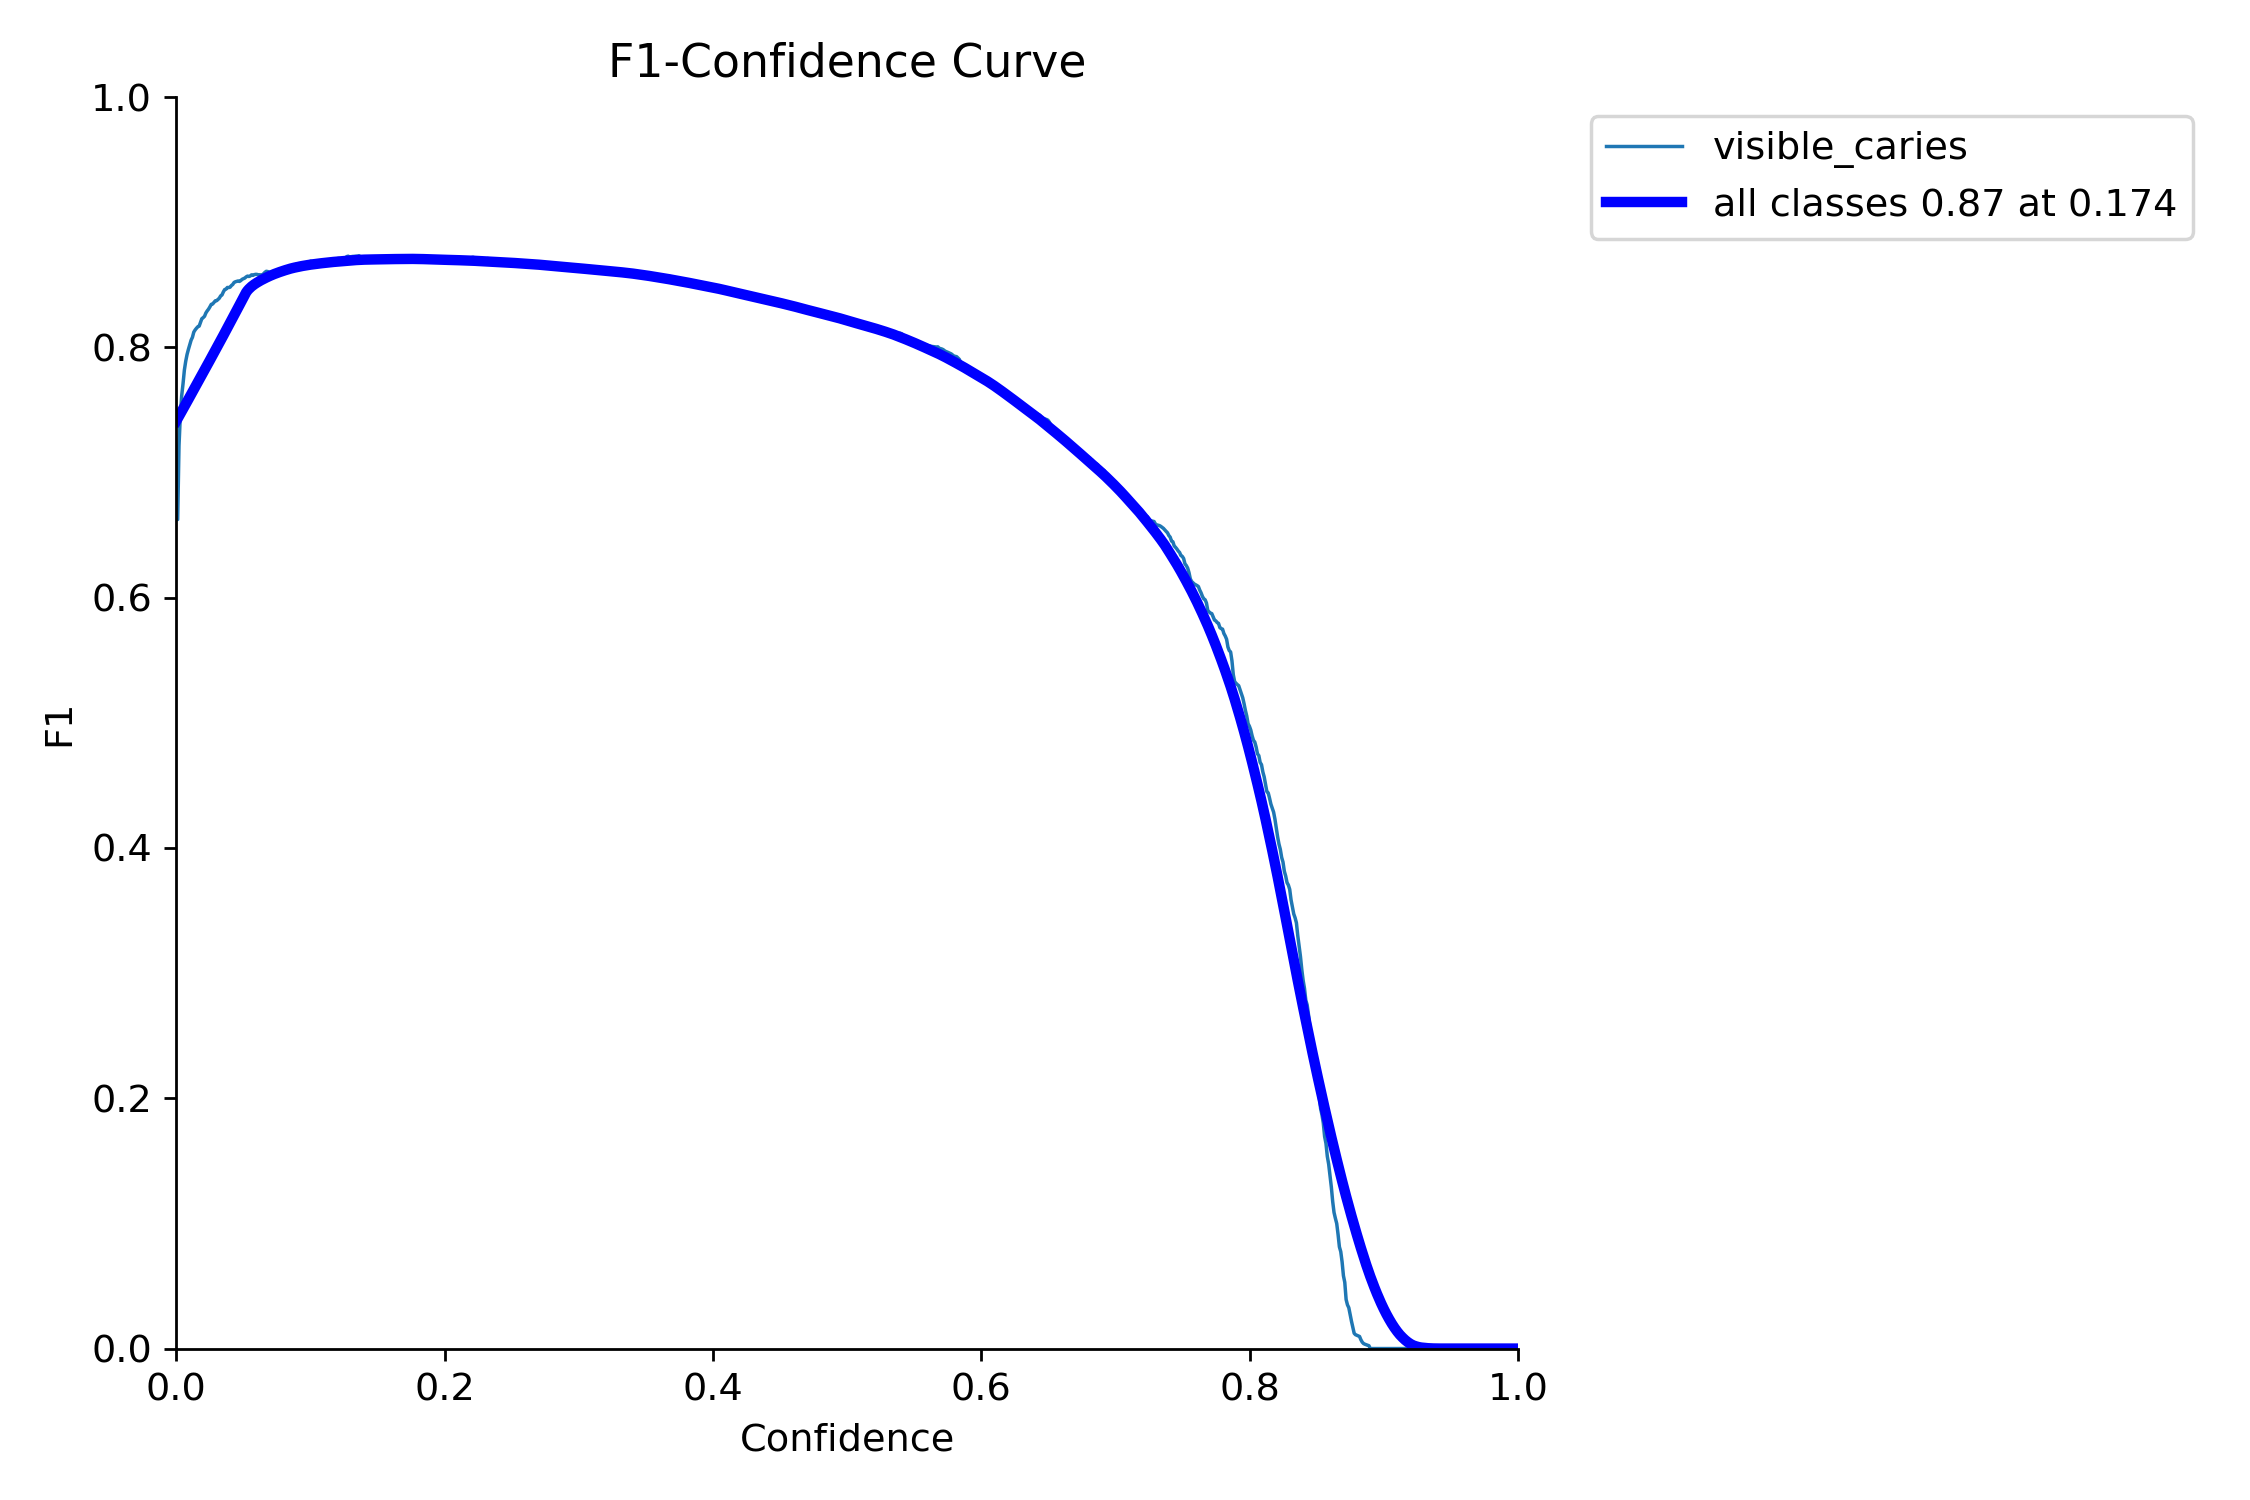 F1-Confidence Curve
visible_caries
all classes 0.87 at 0.174
1.0
0.8
0.6
0.4
0.2
0.0
F1
0.0 0.2 0.4 0.6 0.8 1.0
Confidence